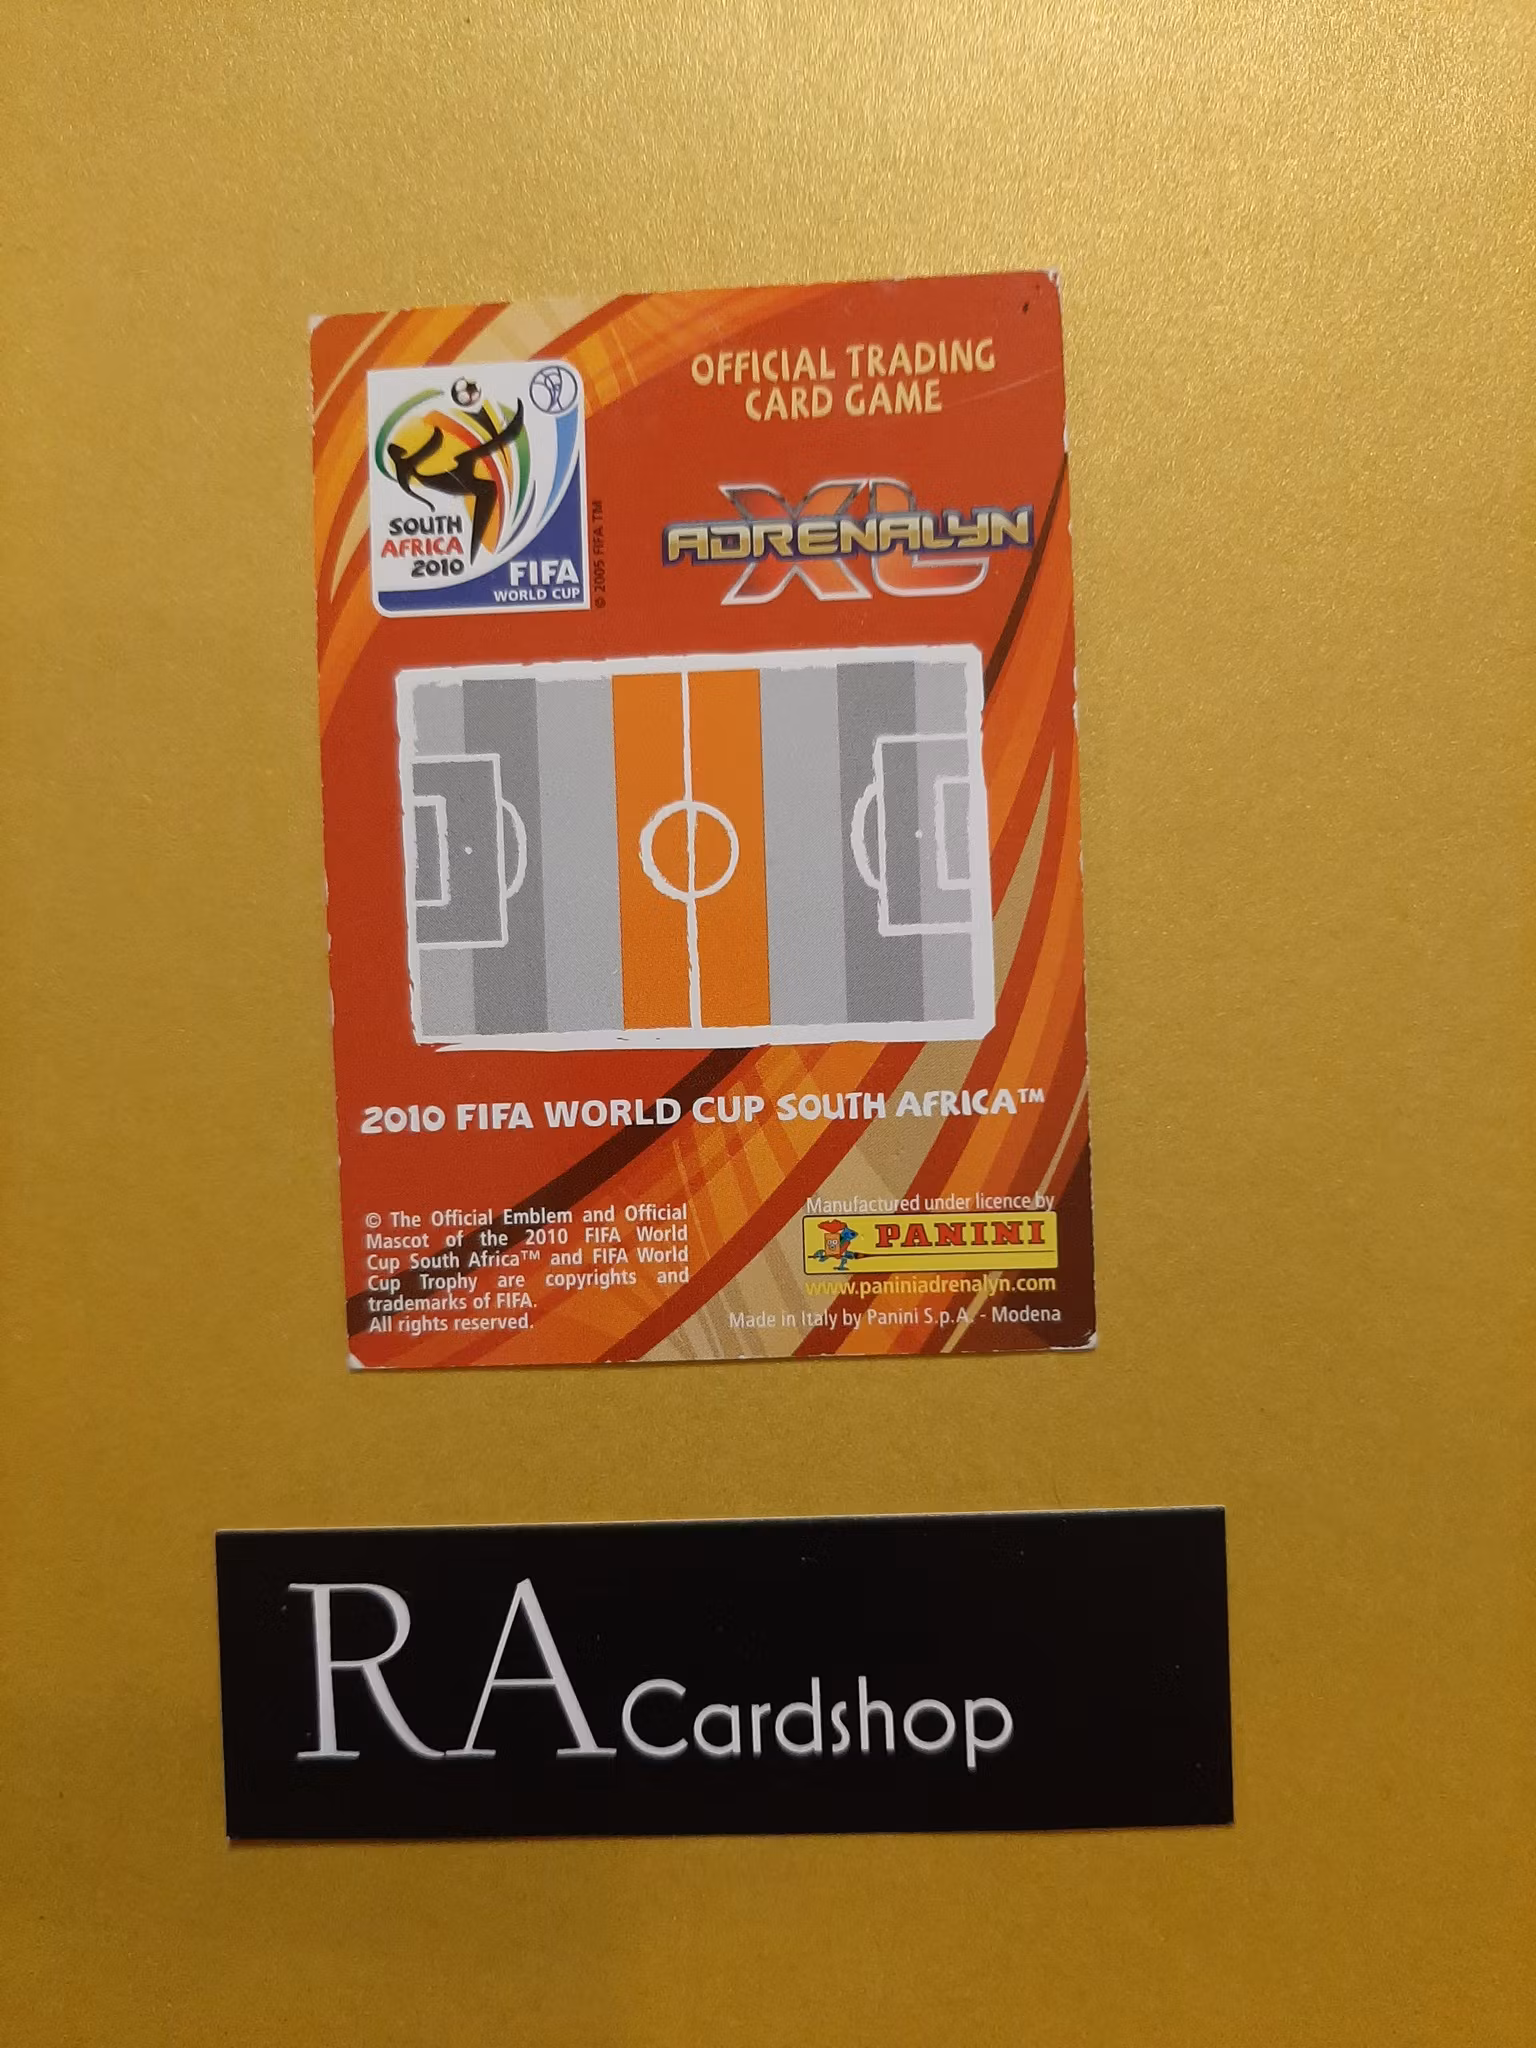 OFFICIAL TRADING
CARD GAME
ADRENALYN
XL
SOUTH
AFRICA
2010
FIFA
WORLD CUP
© 2005 FIFA TM
2010 FIFA WORLD CUP SOUTH AFRICA™
© The Official Emblem and Official
Mascot of the 2010 FIFA World
Cup South Africa™ and FIFA World
Cup Trophy are copyrights and
trademarks of FIFA.
All rights reserved.
Manufactured under licence by
PANINI
www.paniniadrenalyn.com
Made in Italy by Panini S.p.A. - Modena
RA Cardshop